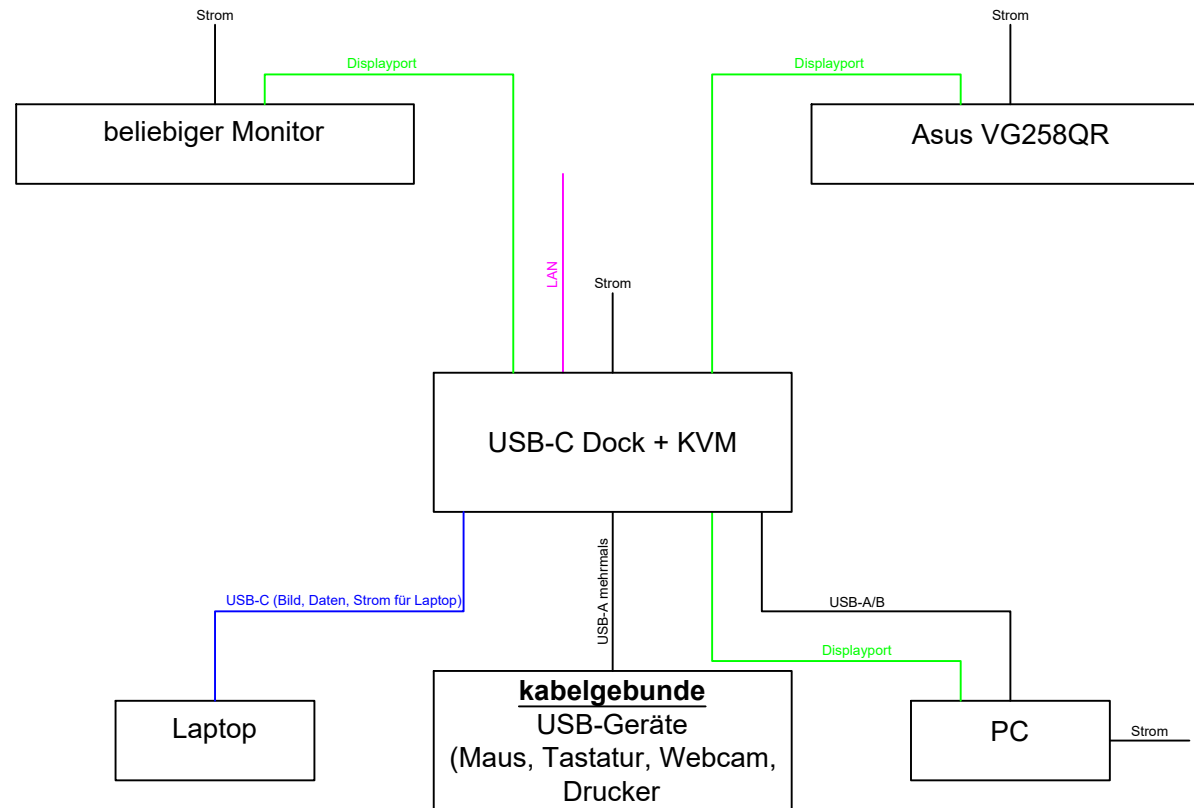 Strom
Strom
Displayport
Displayport
beliebiger Monitor
Asus VG258QR
LAN
Strom
USB-C Dock + KVM
USB-C (Bild, Daten, Strom für Laptop)
USB-A mehrmals
USB-A/B
Displayport
Laptop
kabelgebunde
USB-Geräte
(Maus, Tastatur, Webcam,
Drucker
PC
Strom